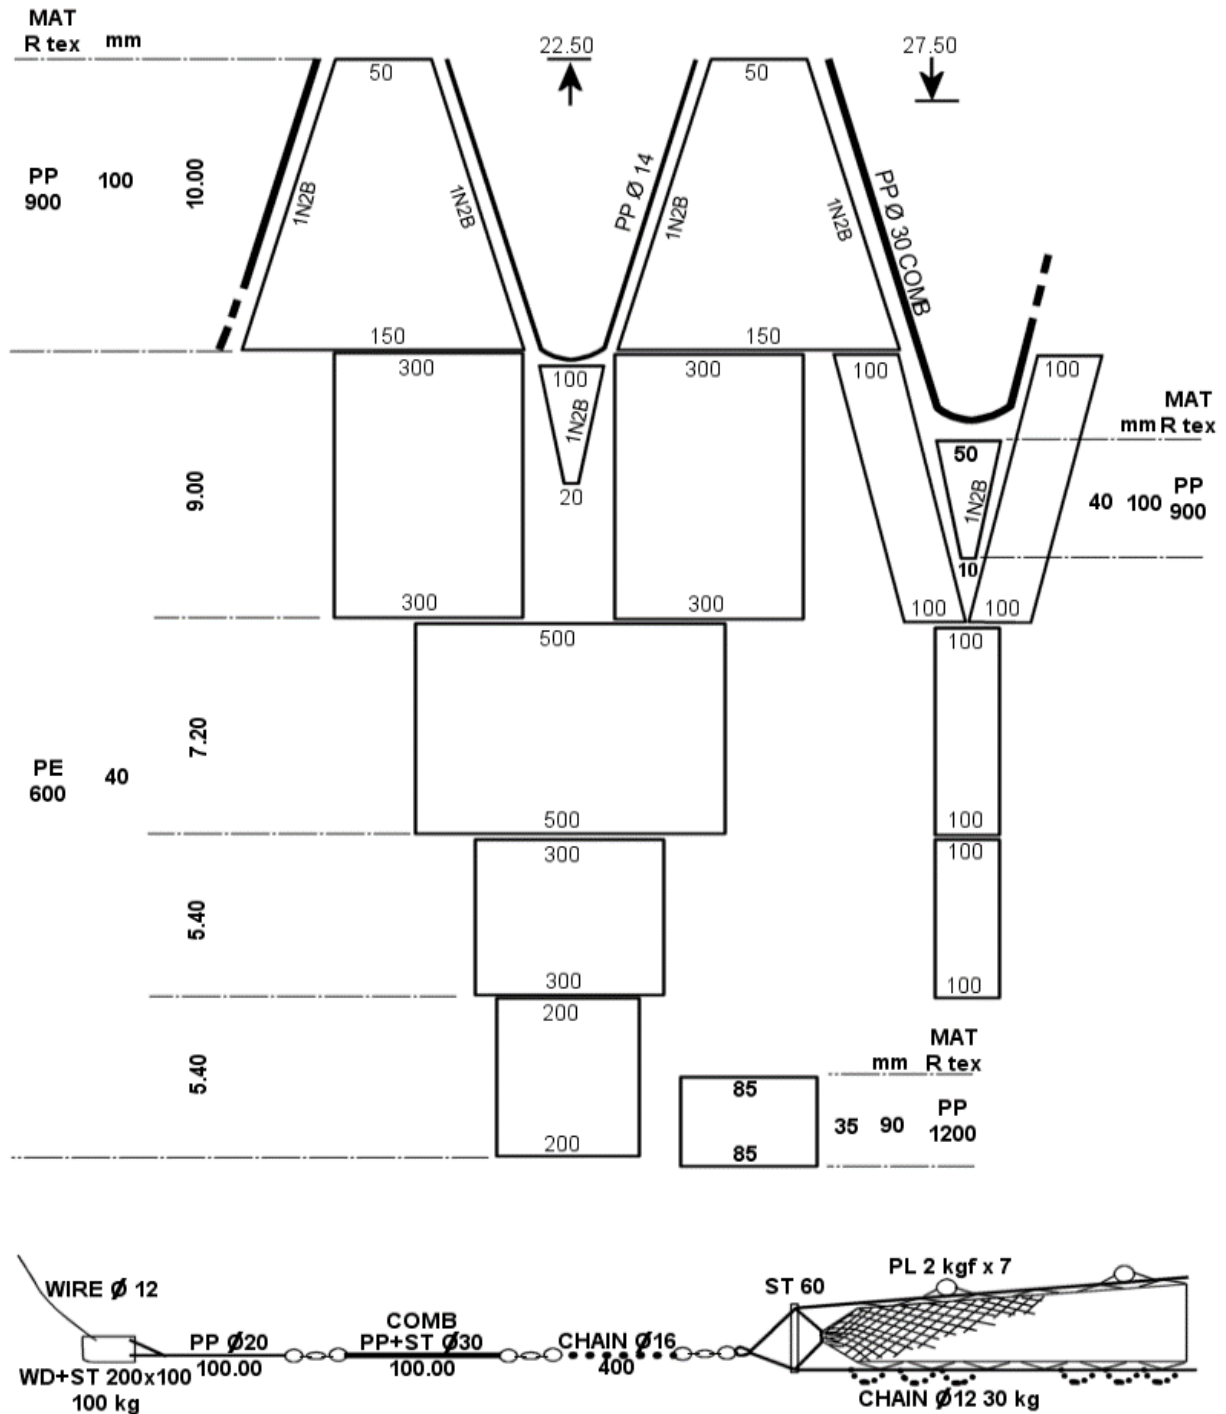 MAT
R tex mm
22.50
27.50
50
50
PP
900
100
10.00
1N2B
1N2B
PP Ø 14
1N2B
1N2B
PP Ø 30 COMB
150
150
300
100
300
100
100
1N2B
20
9.00
MAT
mm R tex
50
1N2B
10
40 100 PP
900
300
300
100
100
500
100
7.20
PE
600
40
500
100
300
100
5.40
300
100
200
5.40
200
MAT
mm R tex
85
35 90 PP
1200
85
WIRE Ø 12
WD+ST 200x100
100 kg
PP Ø20
100.00
COMB
PP+ST Ø30
100.00
CHAIN Ø16
400
ST 60
PL 2 kgf x 7
CHAIN Ø12 30 kg